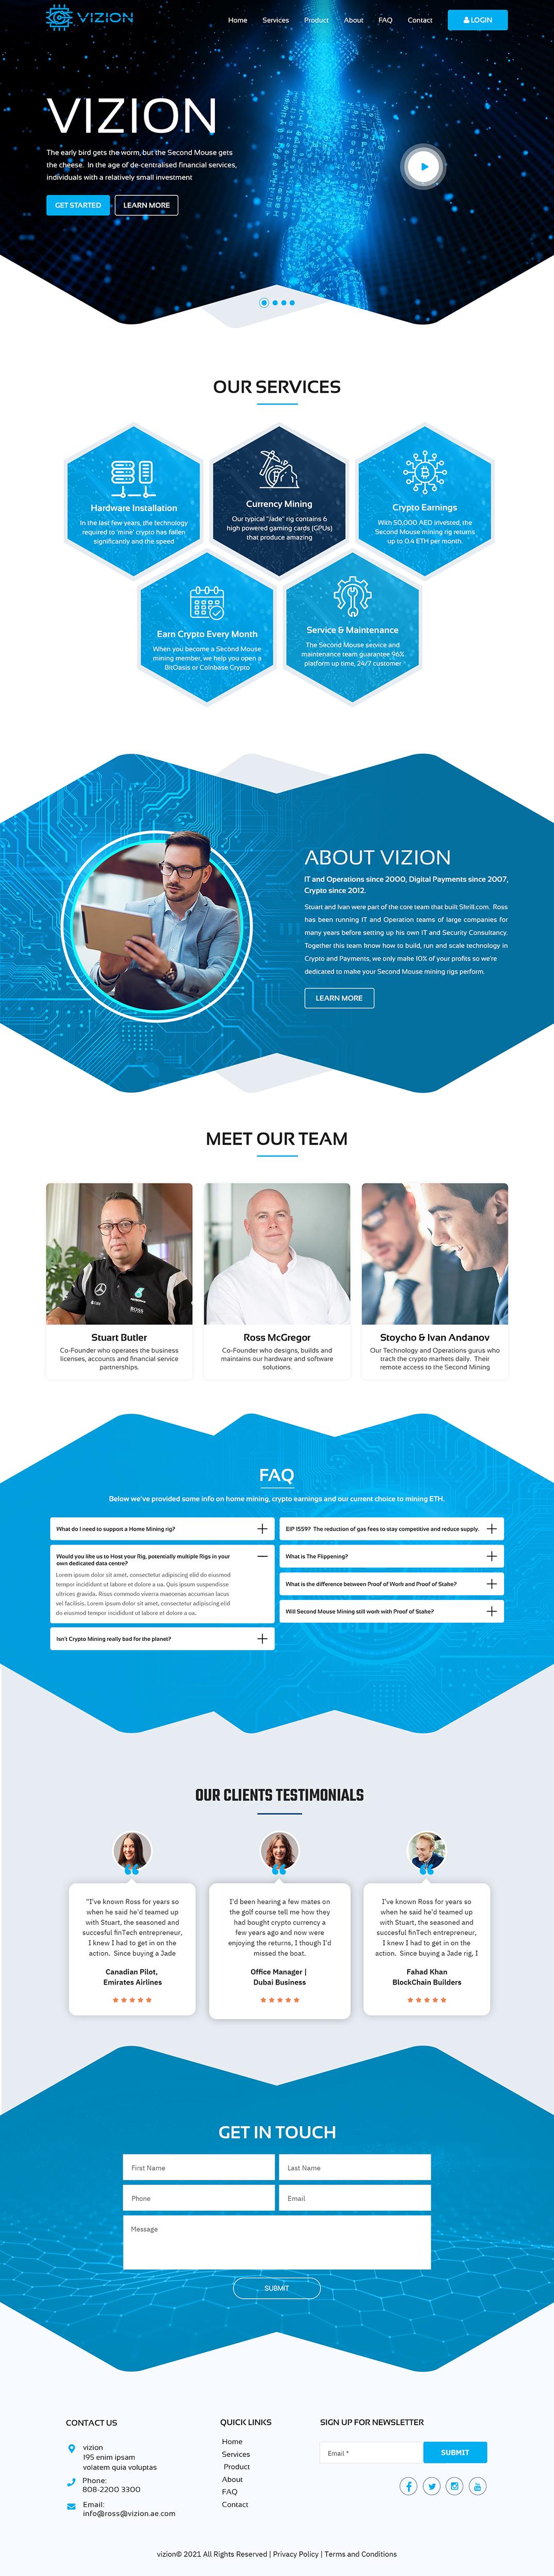 VIZION
Home Services Product About FAQ Contact LOGIN
VIZION
The early bird gets the worm, but the Second Mouse gets
the cheese. In the age of de-centralised financial services,
individuals with a relatively small investment
GET STARTED LEARN MORE
OUR SERVICES
Hardware Installation
In the last few years, the technology
required to 'mine' crypto has fallen
significantly and the speed
Currency Mining
Our typical "Jade" rig contains 6
high powered gaming cards (GPUs)
that produce amazing
Crypto Earnings
With 50,000 AED invested, the
Second Mouse mining rig returns
up to 0.4 ETH per month.
Earn Crypto Every Month
When you become a Second Mouse
mining member, we help you open a
BitOasis or Coinbase Crypto
Service & Maintenance
The Second Mouse service and
maintenance team guarantee 96%
platform up time, 24/7 customer
ABOUT VIZION
IT and Operations since 2000, Digital Payments since 2007,
Crypto since 2012.
Stuart and Ivan were part of the core team that built Skrill.com. Ross
has been running IT and Operation teams of large companies for
many years before setting up his own IT and Security Consultancy.
Together this team know how to build, run and scale technology in
Crypto and Payments, we only make 10% of your profits so we're
dedicated to make your Second Mouse mining rigs perform.
LEARN MORE
MEET OUR TEAM
Stuart Butler
Co-Founder who operates the business
licenses, accounts and financial service
partnerships.
Ross McGregor
Co-Founder who designs, builds and
maintains our hardware and software
solutions.
Stoycho & Ivan Andanov
Our Technology and Operations gurus who
track the crypto markets daily. Their
remote access to the Second Mining
FAQ
Below we've provided some info on home mining, crypto earnings and our current choice to mining ETH.
What do I need to support a Home Mining rig?
Would you like us to Host your Rig, potentially multiple Rigs in your
own dedicated data centre?
Lorem ipsum dolor sit amet, consectetur adipiscing elid do eiusmod
tempor incididunt ut labore et dolore a ua. Quis ipsum suspendisse
ultrices gravida. Risus commodo viverra maecenas accumsan lacus
vel facilisis. Lorem ipsum dolor sit amet, consectetur adipiscing elid
do eiusmod tempor incididunt ut labore et dolore a ua.
Isn't Crypto Mining really bad for the planet?
EIP 1559? The reduction of gas fees to stay competitive and reduce supply.
What is The Flippening?
What is the difference between Proof of Work and Proof of Stake?
Will Second Mouse Mining still work with Proof of Stake?
OUR CLIENTS TESTIMONIALS
"I've known Ross for years so
when he said he'd teamed up
with Stuart, the seasoned and
succesful finTech entrepreneur,
I knew I had to get in on the
action. Since buying a Jade
Canadian Pilot,
Emirates Airlines
I'd been hearing a few mates on
the golf course tell me how they
had bought crypto currency a
few years ago and now were
enjoying the returns, I though I'd
missed the boat.
Office Manager |
Dubai Business
I've known Ross for years so
when he said he'd teamed up
with Stuart, the seasoned and
succesful finTech entrepreneur,
I knew I had to get in on the
action. Since buying a Jade rig, I
Fahad Khan
BlockChain Builders
GET IN TOUCH
First Name Last Name
Phone Email
Message
SUBMIT
CONTACT US
vizion
195 enim ipsam
volatem quia voluptas
Phone:
808-2200 3300
Email:
info@ross@vizion.ae.com
QUICK LINKS
Home
Services
Product
About
FAQ
Contact
SIGN UP FOR NEWSLETTER
Email * SUBMIT
vizion© 2021 All Rights Reserved | Privacy Policy | Terms and Conditions